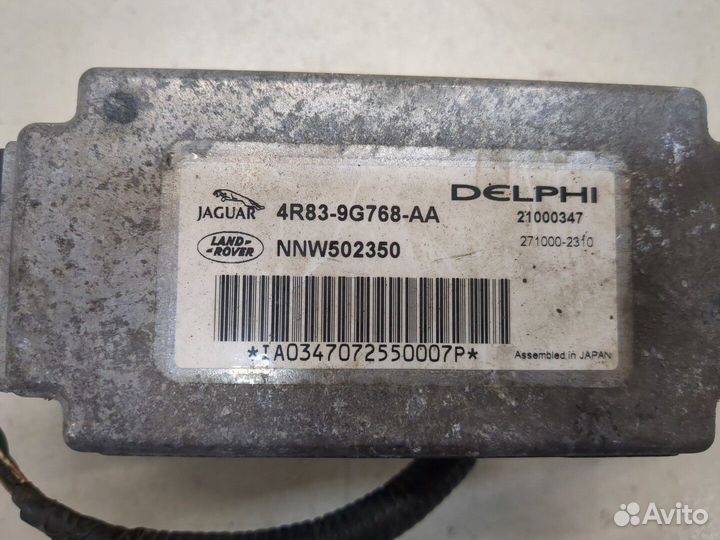 JAGUAR 4R83-9G768-AA
DELPHI
21000347
LAND-ROVER NNW502350
271000-2310
*IA0347072550007P*
Assembled in JAPAN
Avito